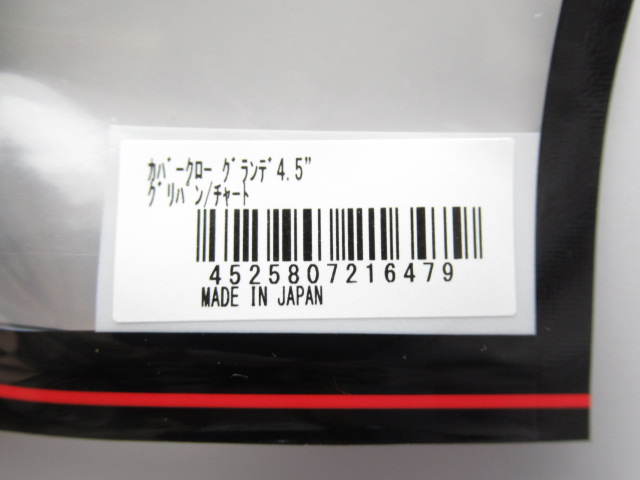 ｶﾊﾞｰｸﾛｰ ｸﾞﾗﾝﾃﾞ4.5"
ｸﾞﾘﾊﾟﾝ/ﾁｬｰﾄ
4525807216479
MADE IN JAPAN